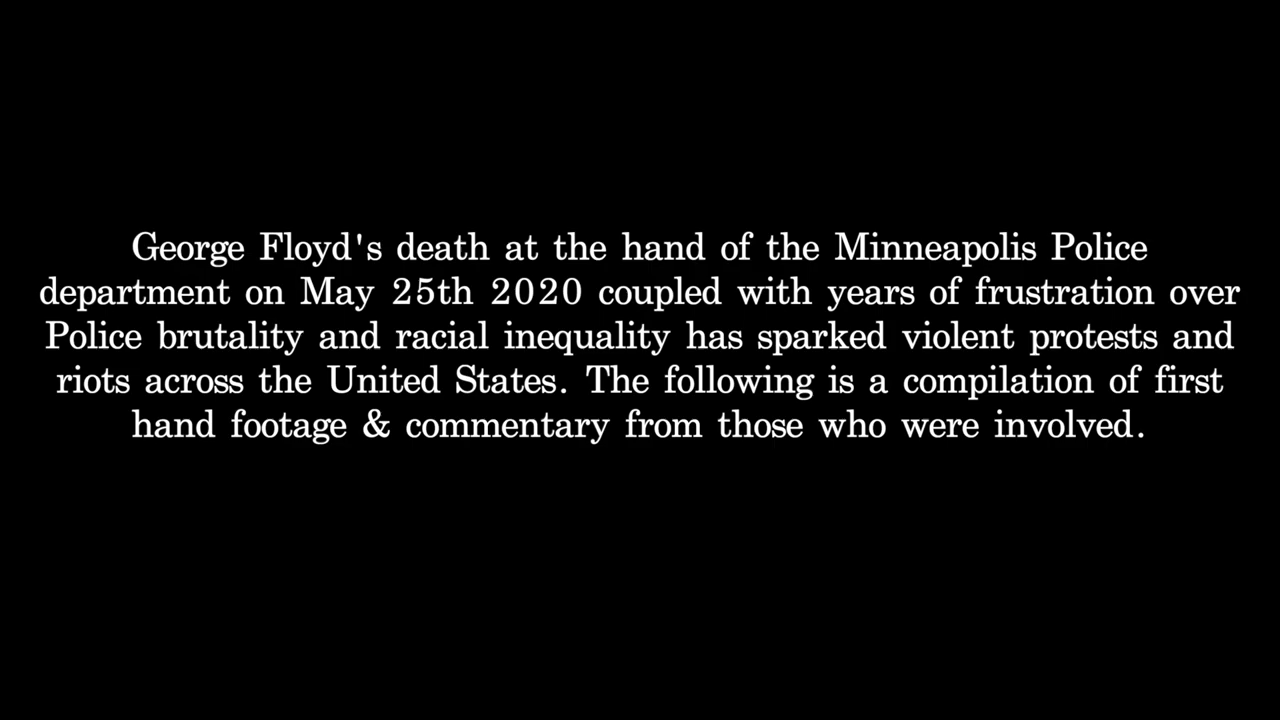 George Floyd's death at the hand of the Minneapolis Police
department on May 25th 2020 coupled with years of frustration over
Police brutality and racial inequality has sparked violent protests and
riots across the United States. The following is a compilation of first
hand footage & commentary from those who were involved.